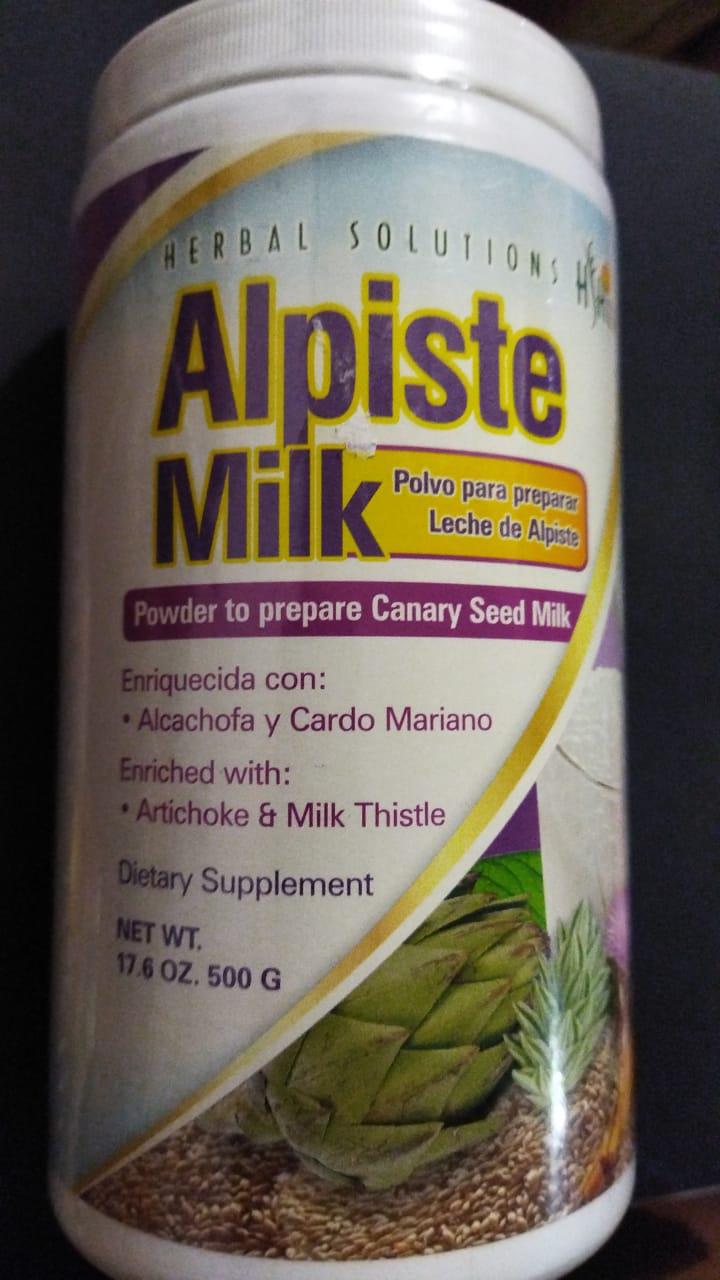 HERBAL SOLUTIONS
Alpiste
Milk
Polvo para preparar
Leche de Alpiste
Powder to prepare Canary Seed Milk
Enriquecida con:
• Alcachofa y Cardo Mariano
Enriched with:
• Artichoke & Milk Thistle
Dietary Supplement
NET WT.
17.6 OZ. 500 G